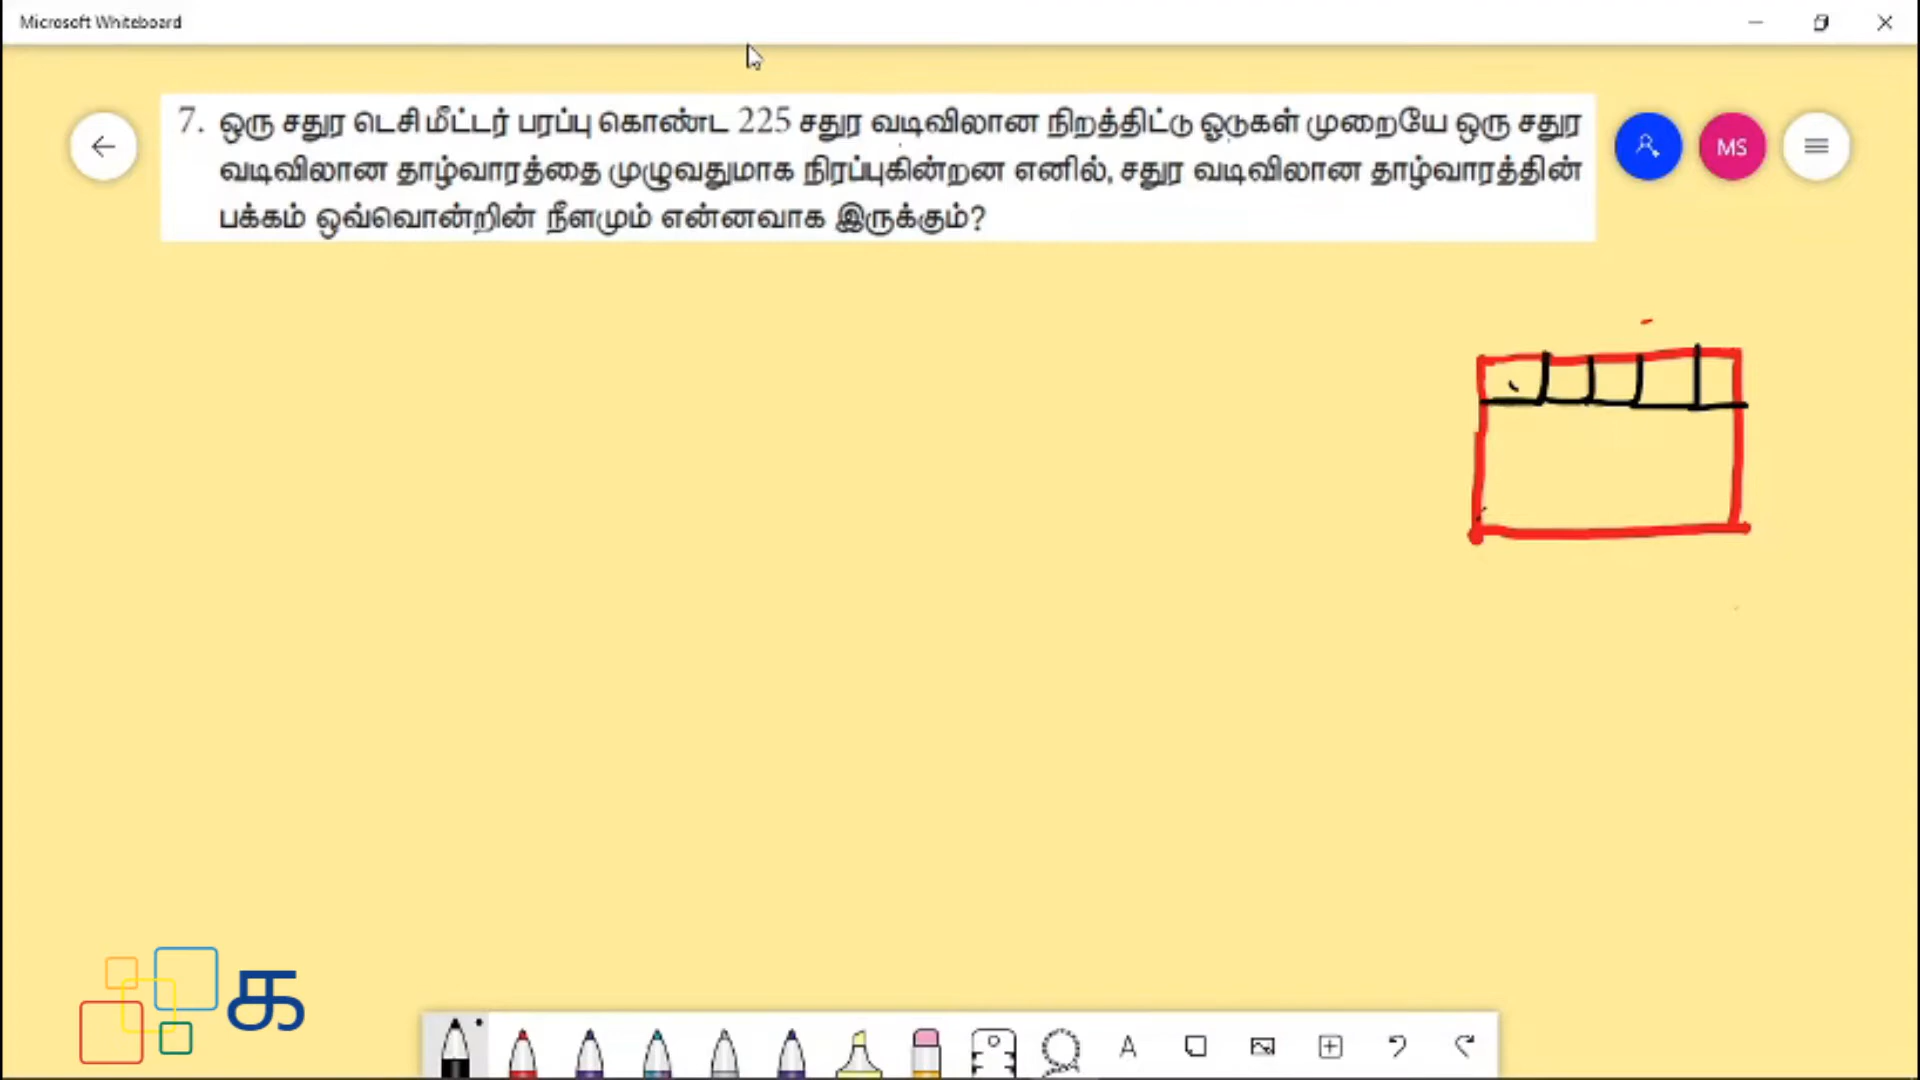 Microsoft Whiteboard
7. ஒரு சதுர டெசி மீட்டர் பரப்பு கொண்ட 225 சதுர வடிவிலான நிறத்திட்டு ஓடுகள் முறையே ஒரு சதுர
வடிவிலான தாழ்வாரத்தை முழுவதுமாக நிரப்புகின்றன எனில், சதுர வடிவிலான தாழ்வாரத்தின்
பக்கம் ஒவ்வொன்றின் நீளமும் என்னவாக இருக்கும்?
MS
க
A